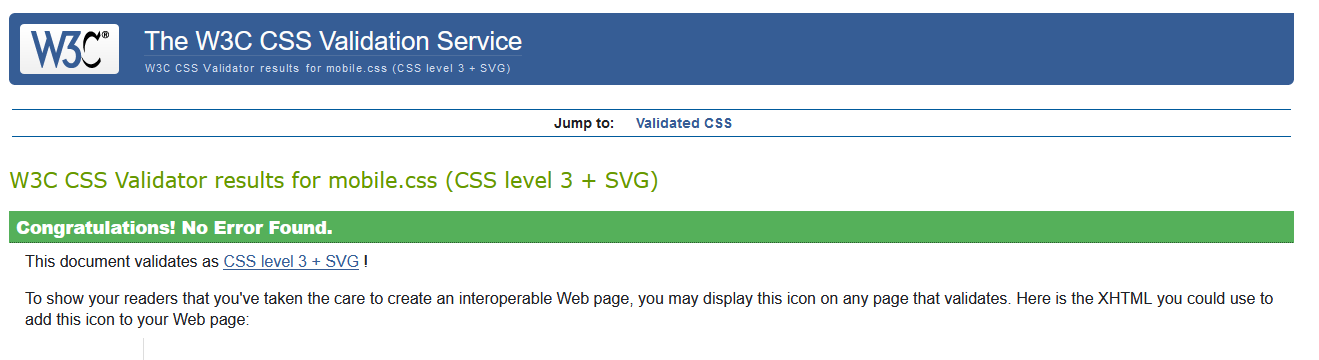 W3C®
The W3C CSS Validation Service
W3C CSS Validator results for mobile.css (CSS level 3 + SVG)
Jump to: Validated CSS
W3C CSS Validator results for mobile.css (CSS level 3 + SVG)
Congratulations! No Error Found.
This document validates as CSS level 3 + SVG !
To show your readers that you've taken the care to create an interoperable Web page, you may display this icon on any page that validates. Here is the XHTML you could use to
add this icon to your Web page: